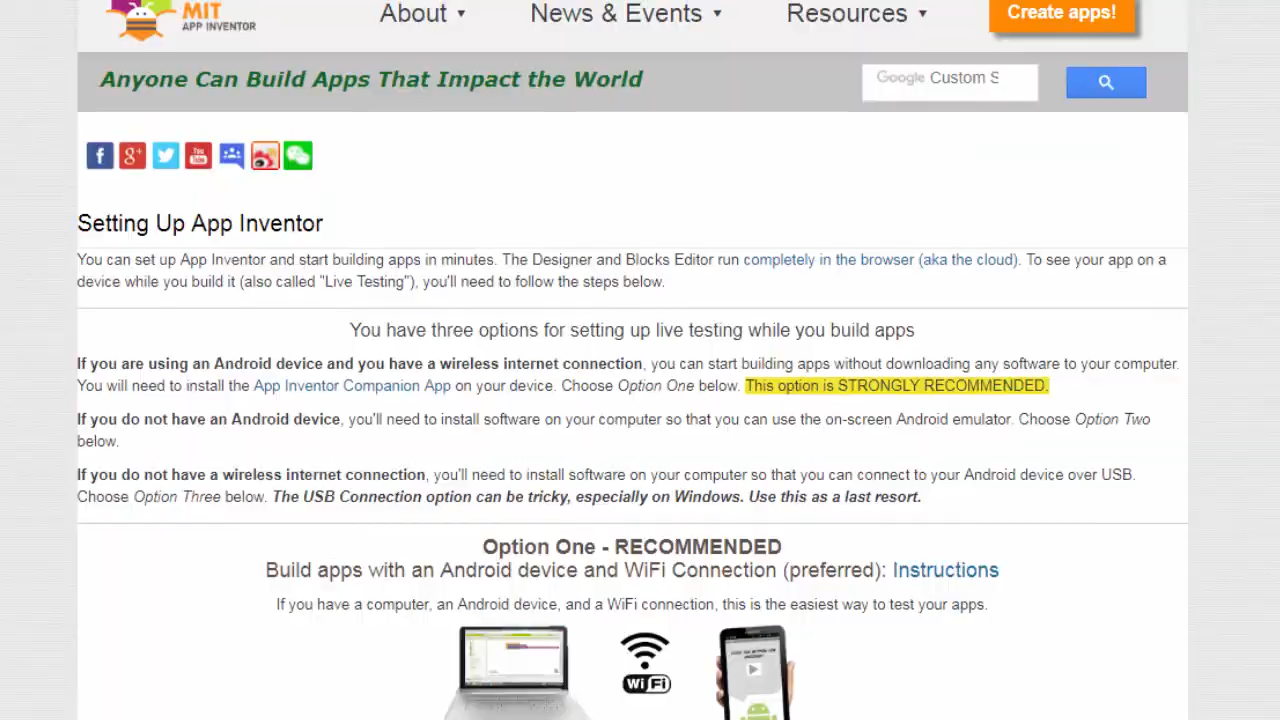 MIT
APP INVENTOR
About
News & Events
Resources
Create apps!
Anyone Can Build Apps That Impact the World
Google Custom S
Setting Up App Inventor
You can set up App Inventor and start building apps in minutes. The Designer and Blocks Editor run completely in the browser (aka the cloud). To see your app on a
device while you build it (also called "Live Testing"), you'll need to follow the steps below.
You have three options for setting up live testing while you build apps
If you are using an Android device and you have a wireless internet connection, you can start building apps without downloading any software to your computer.
You will need to install the App Inventor Companion App on your device. Choose Option One below. This option is STRONGLY RECOMMENDED.
If you do not have an Android device, you'll need to install software on your computer so that you can use the on-screen Android emulator. Choose Option Two
below.
If you do not have a wireless internet connection, you'll need to install software on your computer so that you can connect to your Android device over USB.
Choose Option Three below. The USB Connection option can be tricky, especially on Windows. Use this as a last resort.
Option One - RECOMMENDED
Build apps with an Android device and WiFi Connection (preferred): Instructions
If you have a computer, an Android device, and a WiFi connection, this is the easiest way to test your apps.
WiFi